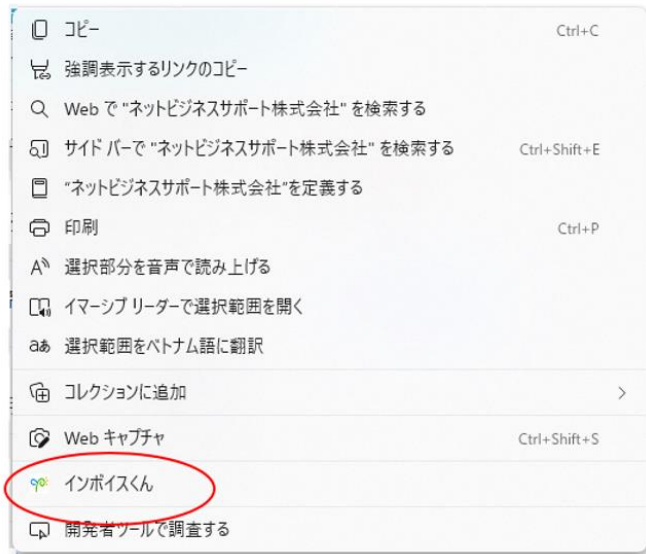 コピー Ctrl+C
強調表示するリンクのコピー
Web で "ネットビジネスサポート株式会社" を検索する
サイド バーで "ネットビジネスサポート株式会社" を検索する Ctrl+Shift+E
"ネットビジネスサポート株式会社"を定義する
印刷 Ctrl+P
選択部分を音声で読み上げる
イマーシブ リーダーで選択範囲を開く
選択範囲をベトナム語に翻訳
コレクションに追加
Web キャプチャ Ctrl+Shift+S
インボイスくん
開発者ツールで調査する